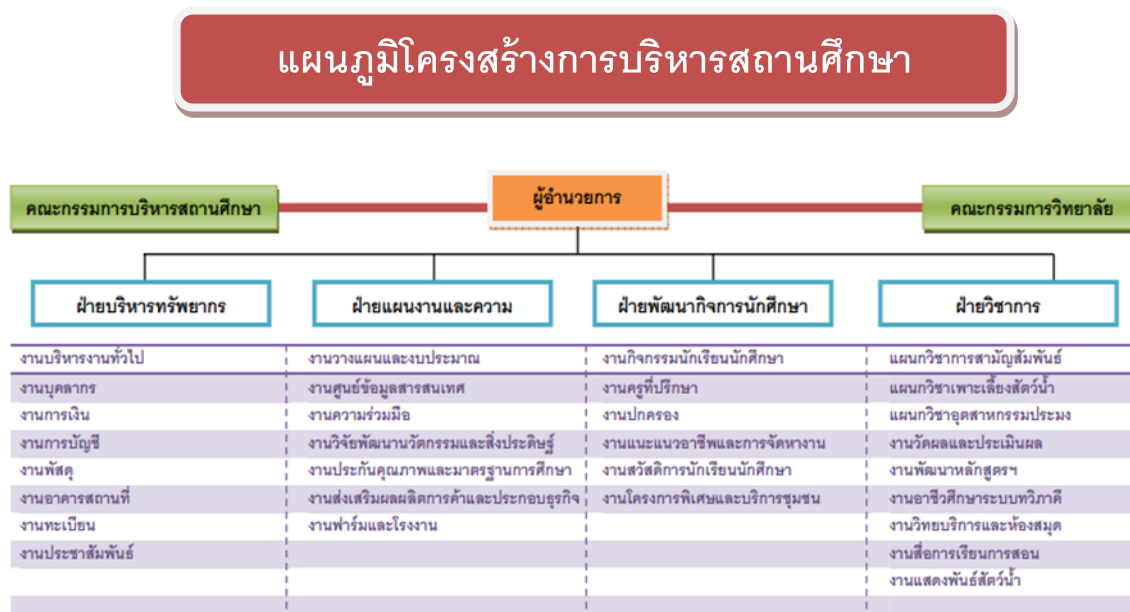 แผนภูมิโครงสร้างการบริหารสถานศึกษา
ผู้อำนวยการ
คณะกรรมการบริหารสถานศึกษา
คณะกรรมการวิทยาลัย
ฝ่ายบริหารทรัพยากร
ฝ่ายแผนงานและความ
ฝ่ายพัฒนากิจการนักศึกษา
ฝ่ายวิชาการ
งานบริหารงานทั่วไป
งานวางแผนและงบประมาณ
งานกิจกรรมนักเรียนนักศึกษา
แผนกวิชาการสามัญสัมพันธ์
งานบุคลากร
งานศูนย์ข้อมูลสารสนเทศ
งานครูที่ปรึกษา
แผนกวิชาเพาะเลี้ยงสัตว์น้ำ
งานการเงิน
งานความร่วมมือ
งานปกครอง
แผนกวิชาอุตสาหกรรมประมง
งานการบัญชี
งานวิจัยพัฒนานวัตกรรมและสิ่งประดิษฐ์
งานแนะแนวอาชีพและการจัดหางาน
งานวัดผลและประเมินผล
งานพัสดุ
งานประกันคุณภาพและมาตรฐานการศึกษา
งานสวัสดิการนักเรียนนักศึกษา
งานพัฒนาหลักสูตรฯ
งานอาคารสถานที่
งานส่งเสริมผลผลิตการค้าและประกอบธุรกิจ
งานโครงการพิเศษและบริการชุมชน
งานอาชีวศึกษาระบบทวิภาคี
งานทะเบียน
งานฟาร์มและโรงงาน
งานวิทยบริการและห้องสมุด
งานประชาสัมพันธ์
งานสื่อการเรียนการสอน
งานแสดงพันธ์สัตว์น้ำ